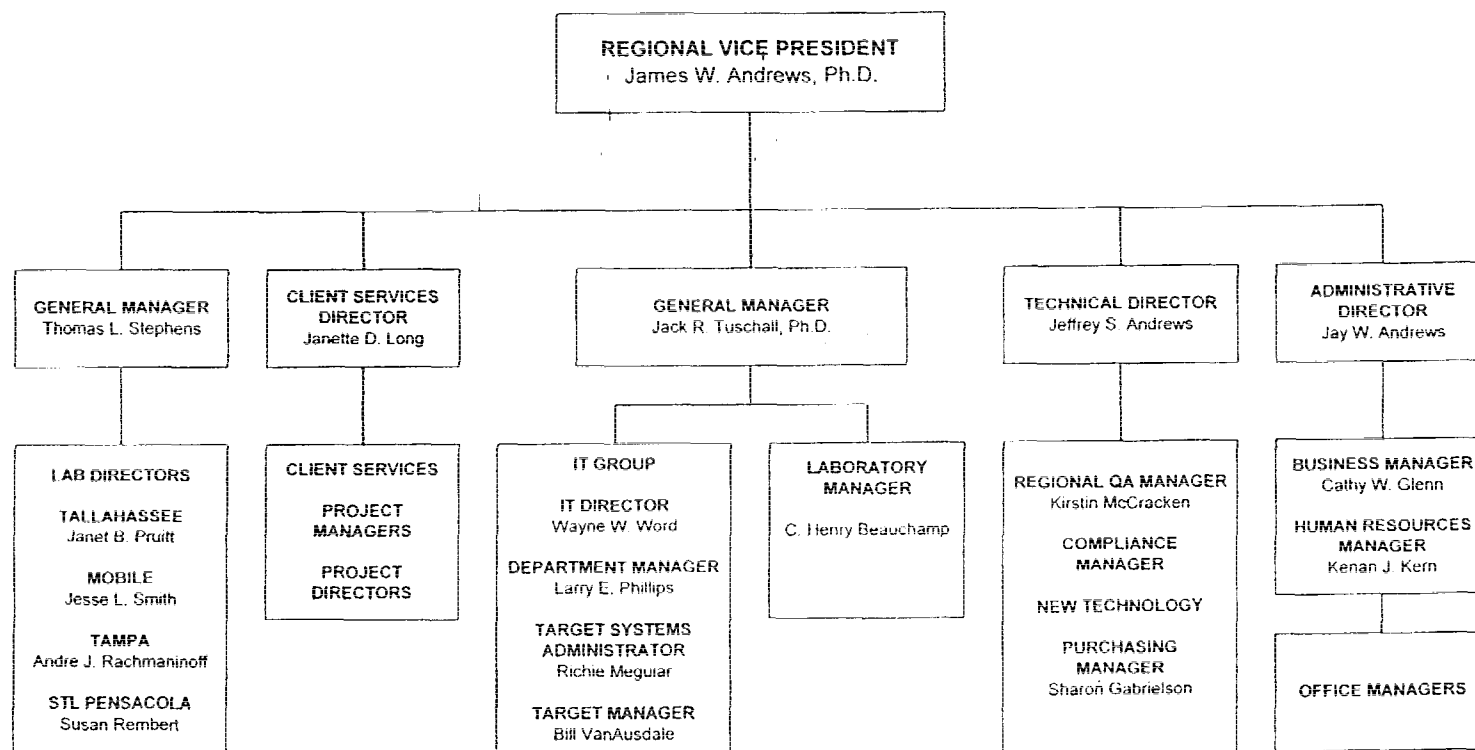 REGIONAL VICE PRESIDENT
James W. Andrews, Ph.D.
GENERAL MANAGER
Thomas L. Stephens
CLIENT SERVICES
DIRECTOR
Janette D. Long
GENERAL MANAGER
Jack R. Tuschall, Ph.D.
TECHNICAL DIRECTOR
Jeffrey S. Andrews
ADMINISTRATIVE
DIRECTOR
Jay W. Andrews
LAB DIRECTORS
TALLAHASSEE
Janet B. Pruitt
MOBILE
Jesse L. Smith
TAMPA
Andre J. Rachmaninoff
STL PENSACOLA
Susan Rembert
CLIENT SERVICES
PROJECT
MANAGERS
PROJECT
DIRECTORS
IT GROUP
IT DIRECTOR
Wayne W. Word
DEPARTMENT MANAGER
Larry E. Phillips
TARGET SYSTEMS
ADMINISTRATOR
Richie Meguiar
TARGET MANAGER
Bill VanAusdale
LABORATORY
MANAGER
C. Henry Beauchamp
REGIONAL QA MANAGER
Kirstin McCracken
COMPLIANCE
MANAGER
NEW TECHNOLOGY
PURCHASING
MANAGER
Sharon Gabrielson
BUSINESS MANAGER
Cathy W. Glenn
HUMAN RESOURCES
MANAGER
Kenan J. Kern
OFFICE MANAGERS